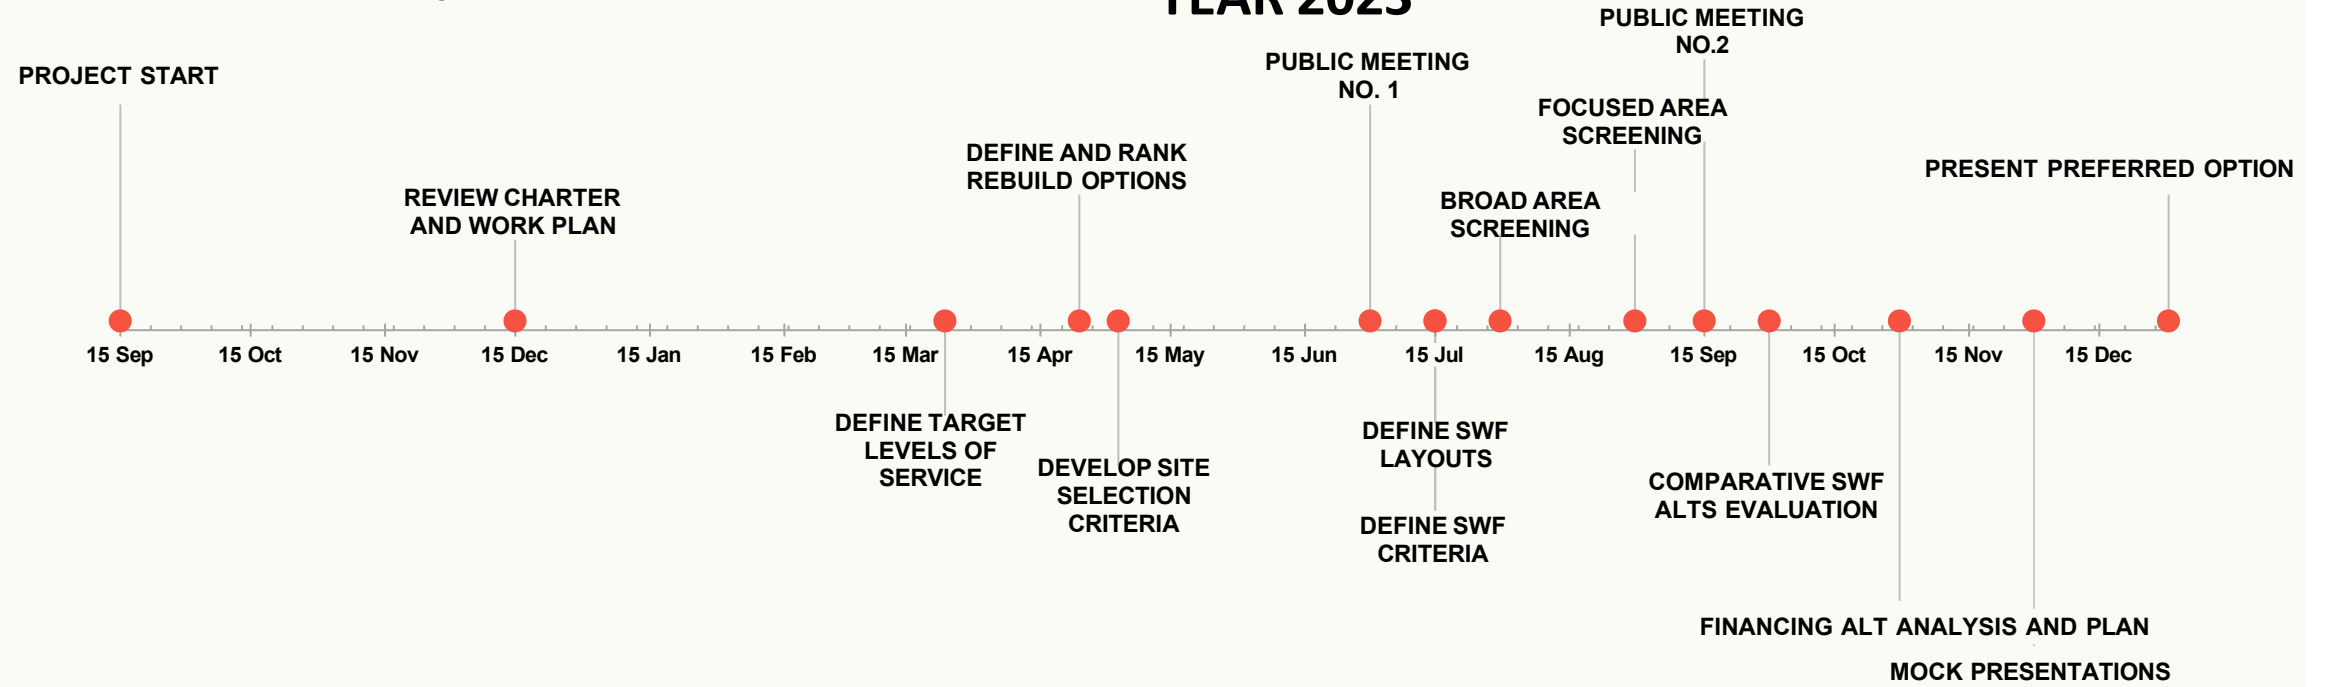 YEAR 2023
PROJECT START
REVIEW CHARTER
AND WORK PLAN
DEFINE AND RANK
REBUILD OPTIONS
PUBLIC MEETING
NO. 1
BROAD AREA
SCREENING
FOCUSED AREA
SCREENING
PUBLIC MEETING
NO.2
PRESENT PREFERRED OPTION
15 Sep
15 Oct
15 Nov
15 Dec
15 Jan
15 Feb
15 Mar
15 Apr
15 May
15 Jun
15 Jul
15 Aug
15 Sep
15 Oct
15 Nov
15 Dec
DEFINE TARGET
LEVELS OF
SERVICE
DEVELOP SITE
SELECTION
CRITERIA
DEFINE SWF
LAYOUTS
DEFINE SWF
CRITERIA
COMPARATIVE SWF
ALTS EVALUATION
FINANCING ALT ANALYSIS AND PLAN
MOCK PRESENTATIONS